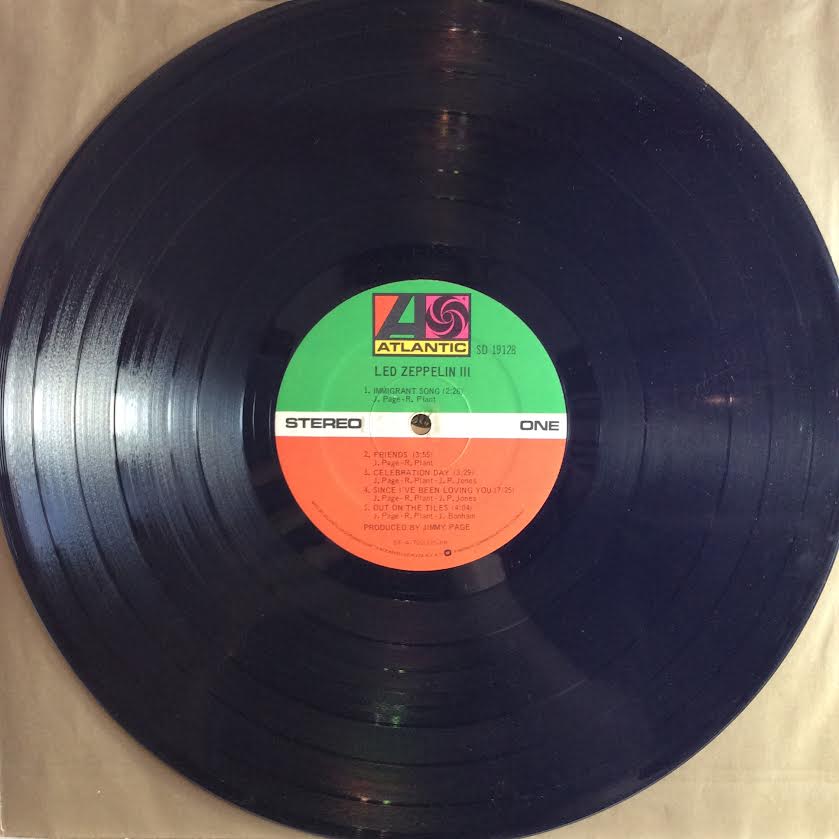 ATLANTIC
SD 19128
LED ZEPPELIN III
1. IMMIGRANT SONG (2:26)
J. Page - R. Plant
STEREO
ONE
2. FRIENDS (3:55)
J. Page - R. Plant
3. CELEBRATION DAY (3:29)
J. Page - R. Plant - J. P. Jones
4. SINCE I'VE BEEN LOVING YOU (7:25)
J. Page - R. Plant - J. P. Jones
5. OUT ON THE TILES (4:04)
J. Page - R. Plant - J. Bonham
PRODUCED BY JIMMY PAGE